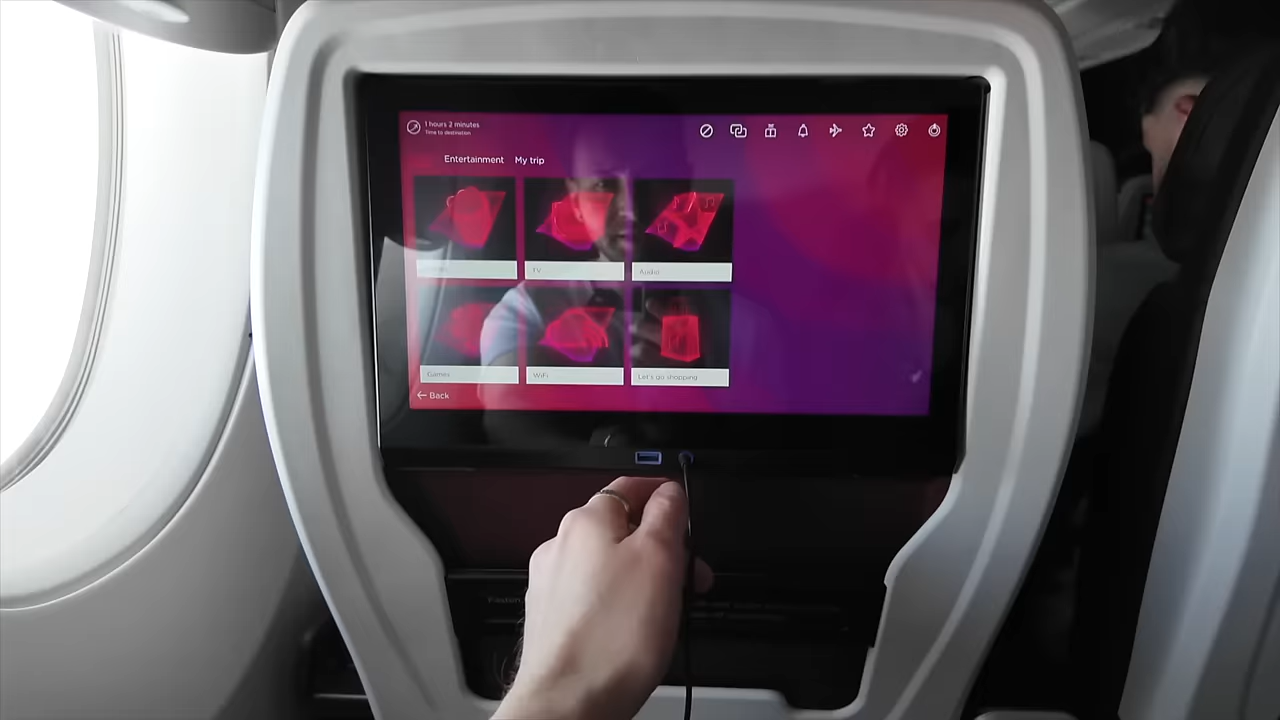 1 hours 2 minutes
Time to destination
Entertainment My trip
TV
Audio
Games
WiFi
Let's go shopping
← Back